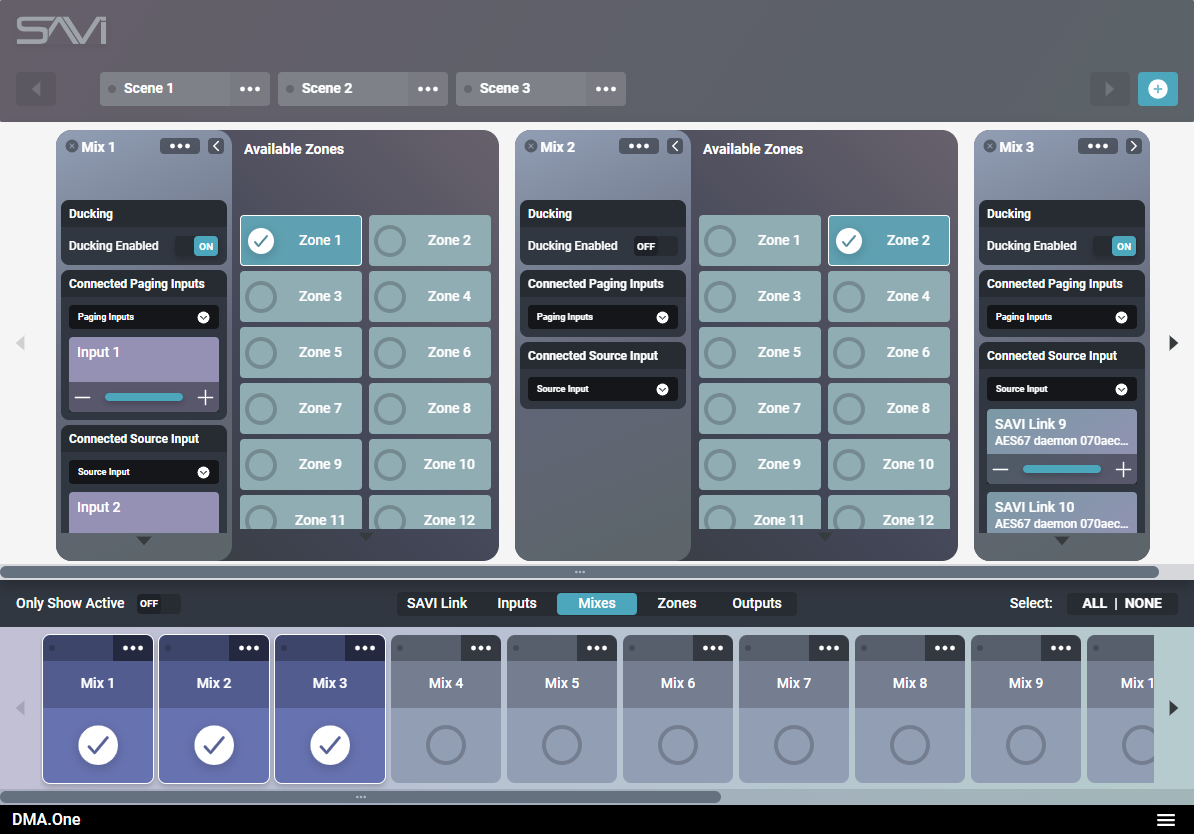 SAVI
Scene 1
Scene 2
Scene 3
Mix 1
Available Zones
Ducking
Ducking Enabled
ON
Connected Paging Inputs
Paging Inputs
Input 1
Connected Source Input
Source Input
Input 2
Zone 1
Zone 2
Zone 3
Zone 4
Zone 5
Zone 6
Zone 7
Zone 8
Zone 9
Zone 10
Zone 11
Zone 12
Mix 2
Available Zones
Ducking
Ducking Enabled
OFF
Connected Paging Inputs
Paging Inputs
Connected Source Input
Source Input
Zone 1
Zone 2
Zone 3
Zone 4
Zone 5
Zone 6
Zone 7
Zone 8
Zone 9
Zone 10
Zone 11
Zone 12
Mix 3
Ducking
Ducking Enabled
ON
Connected Paging Inputs
Paging Inputs
Connected Source Input
Source Input
SAVI Link 9
AES67 daemon 070aec...
SAVI Link 10
AES67 daemon 070aec...
Only Show Active
OFF
SAVI Link
Inputs
Mixes
Zones
Outputs
Select:
ALL | NONE
Mix 1
Mix 2
Mix 3
Mix 4
Mix 5
Mix 6
Mix 7
Mix 8
Mix 9
Mix 1
DMA.One